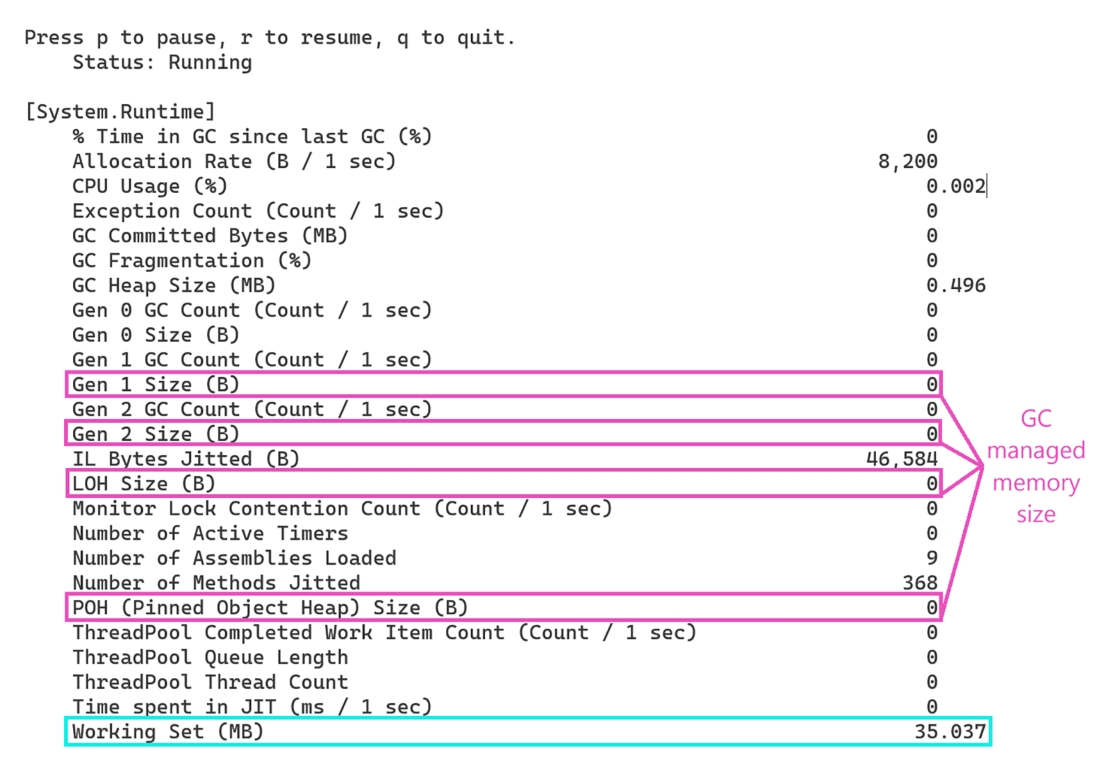 Press p to pause, r to resume, q to quit.
Status: Running
[System.Runtime]
% Time in GC since last GC (%) 0
Allocation Rate (B / 1 sec) 8,200
CPU Usage (%) 0.002
Exception Count (Count / 1 sec) 0
GC Committed Bytes (MB) 0
GC Fragmentation (%) 0
GC Heap Size (MB) 0.496
Gen 0 GC Count (Count / 1 sec) 0
Gen 0 Size (B) 0
Gen 1 GC Count (Count / 1 sec) 0
Gen 1 Size (B) 0
Gen 2 GC Count (Count / 1 sec) 0
Gen 2 Size (B) 0
IL Bytes Jitted (B) 46,584
LOH Size (B) 0
Monitor Lock Contention Count (Count / 1 sec) 0
Number of Active Timers 0
Number of Assemblies Loaded 9
Number of Methods Jitted 368
POH (Pinned Object Heap) Size (B) 0
ThreadPool Completed Work Item Count (Count / 1 sec) 0
ThreadPool Queue Length 0
ThreadPool Thread Count 0
Time spent in JIT (ms / 1 sec) 0
Working Set (MB) 35.037
GC
managed
memory
size